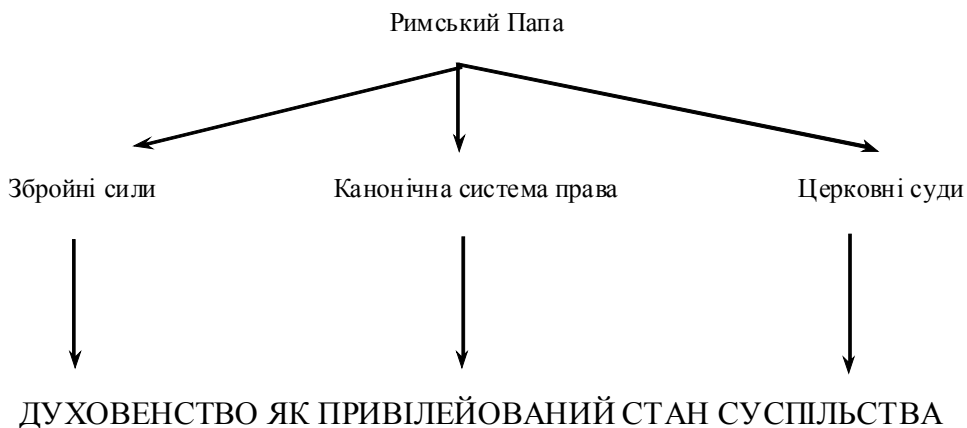 Римський Папа
Збройні сили Канонічна система права Церковні суди
ДУХОВЕНСТВО ЯК ПРИВІЛЕЙОВАНИЙ СТАН СУСПІЛЬСТВА